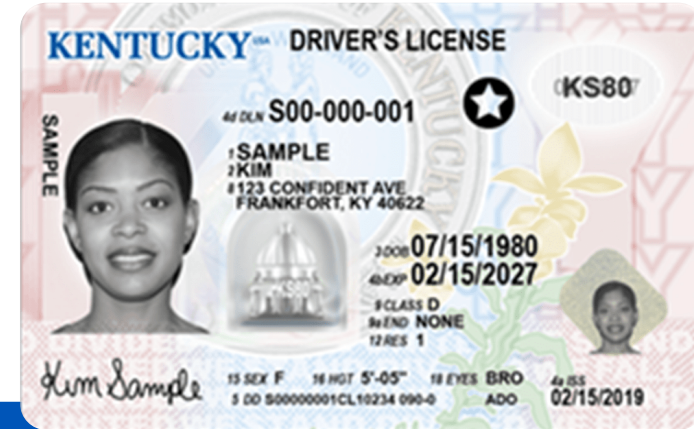 KENTUCKY USA DRIVER'S LICENSE
KS80
4d DLN S00-000-001
SAMPLE
1 SAMPLE
2 KIM
8 123 CONFIDENT AVE
FRANKFORT, KY 40622
3 DOB 07/15/1980
4b EXP 02/15/2027
9 CLASS D
9a END NONE
12 RES 1
Kim Sample
15 SEX F 16 HGT 5'-05" 18 EYES BRO 4a ISS
5 DD S00000001CL10234 090-0 ADO 02/15/2019